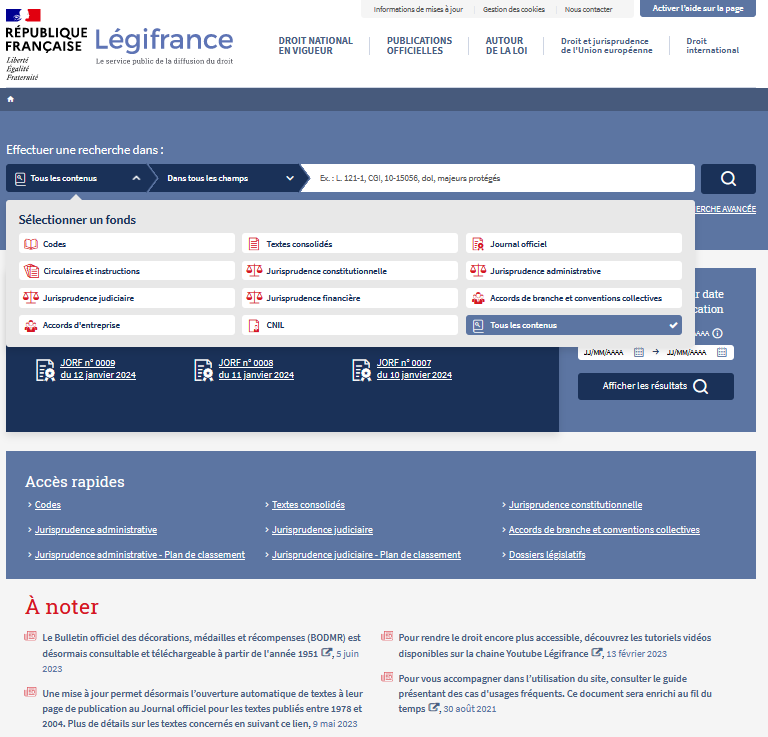 Informations de mises à jour
Gestion des cookies
Nous contacter
Activer l'aide sur la page
RÉPUBLIQUE
FRANÇAISE
Liberté
Égalité
Fraternité
Légifrance
Le service public de la diffusion du droit
DROIT NATIONAL
EN VIGUEUR
PUBLICATIONS
OFFICIELLES
AUTOUR
DE LA LOI
Droit et jurisprudence
de l'Union européenne
Droit
international
Effectuer une recherche dans :
Tous les contenus
Dans tous les champs
Ex. : L. 121-1, CGI, 10-15056, dol, majeurs protégés
ERCHE AVANCÉE
Sélectionner un fonds
Codes
Textes consolidés
Journal officiel
Circulaires et instructions
Jurisprudence constitutionnelle
Jurisprudence administrative
Jurisprudence judiciaire
Jurisprudence financière
Accords de branche et conventions collectives
Accords d'entreprise
CNIL
Tous les contenus
r date
cation
AAAA
JJ/MM/AAAA
JJ/MM/AAAA
Afficher les résultats
JORF n° 0009
du 12 janvier 2024
JORF n° 0008
du 11 janvier 2024
JORF n° 0007
du 10 janvier 2024
Accès rapides
Codes
Textes consolidés
Jurisprudence constitutionnelle
Jurisprudence administrative
Jurisprudence judiciaire
Accords de branche et conventions collectives
Jurisprudence administrative - Plan de classement
Jurisprudence judiciaire - Plan de classement
Dossiers législatifs
À noter
Le Bulletin officiel des décorations, médailles et récompenses (BODMR) est
désormais consultable et téléchargeable à partir de l'année 1951 , 5 juin
2023
Une mise à jour permet désormais l'ouverture automatique de textes à leur
page de publication au Journal officiel pour les textes publiés entre 1978 et
2004. Plus de détails sur les textes concernés en suivant ce lien, 9 mai 2023
Pour rendre le droit encore plus accessible, découvrez les tutoriels vidéos
disponibles sur la chaine Youtube Légifrance , 13 février 2023
Pour vous accompagner dans l'utilisation du site, consulter le guide
présentant des cas d'usages fréquents. Ce document sera enrichi au fil du
temps , 30 août 2021